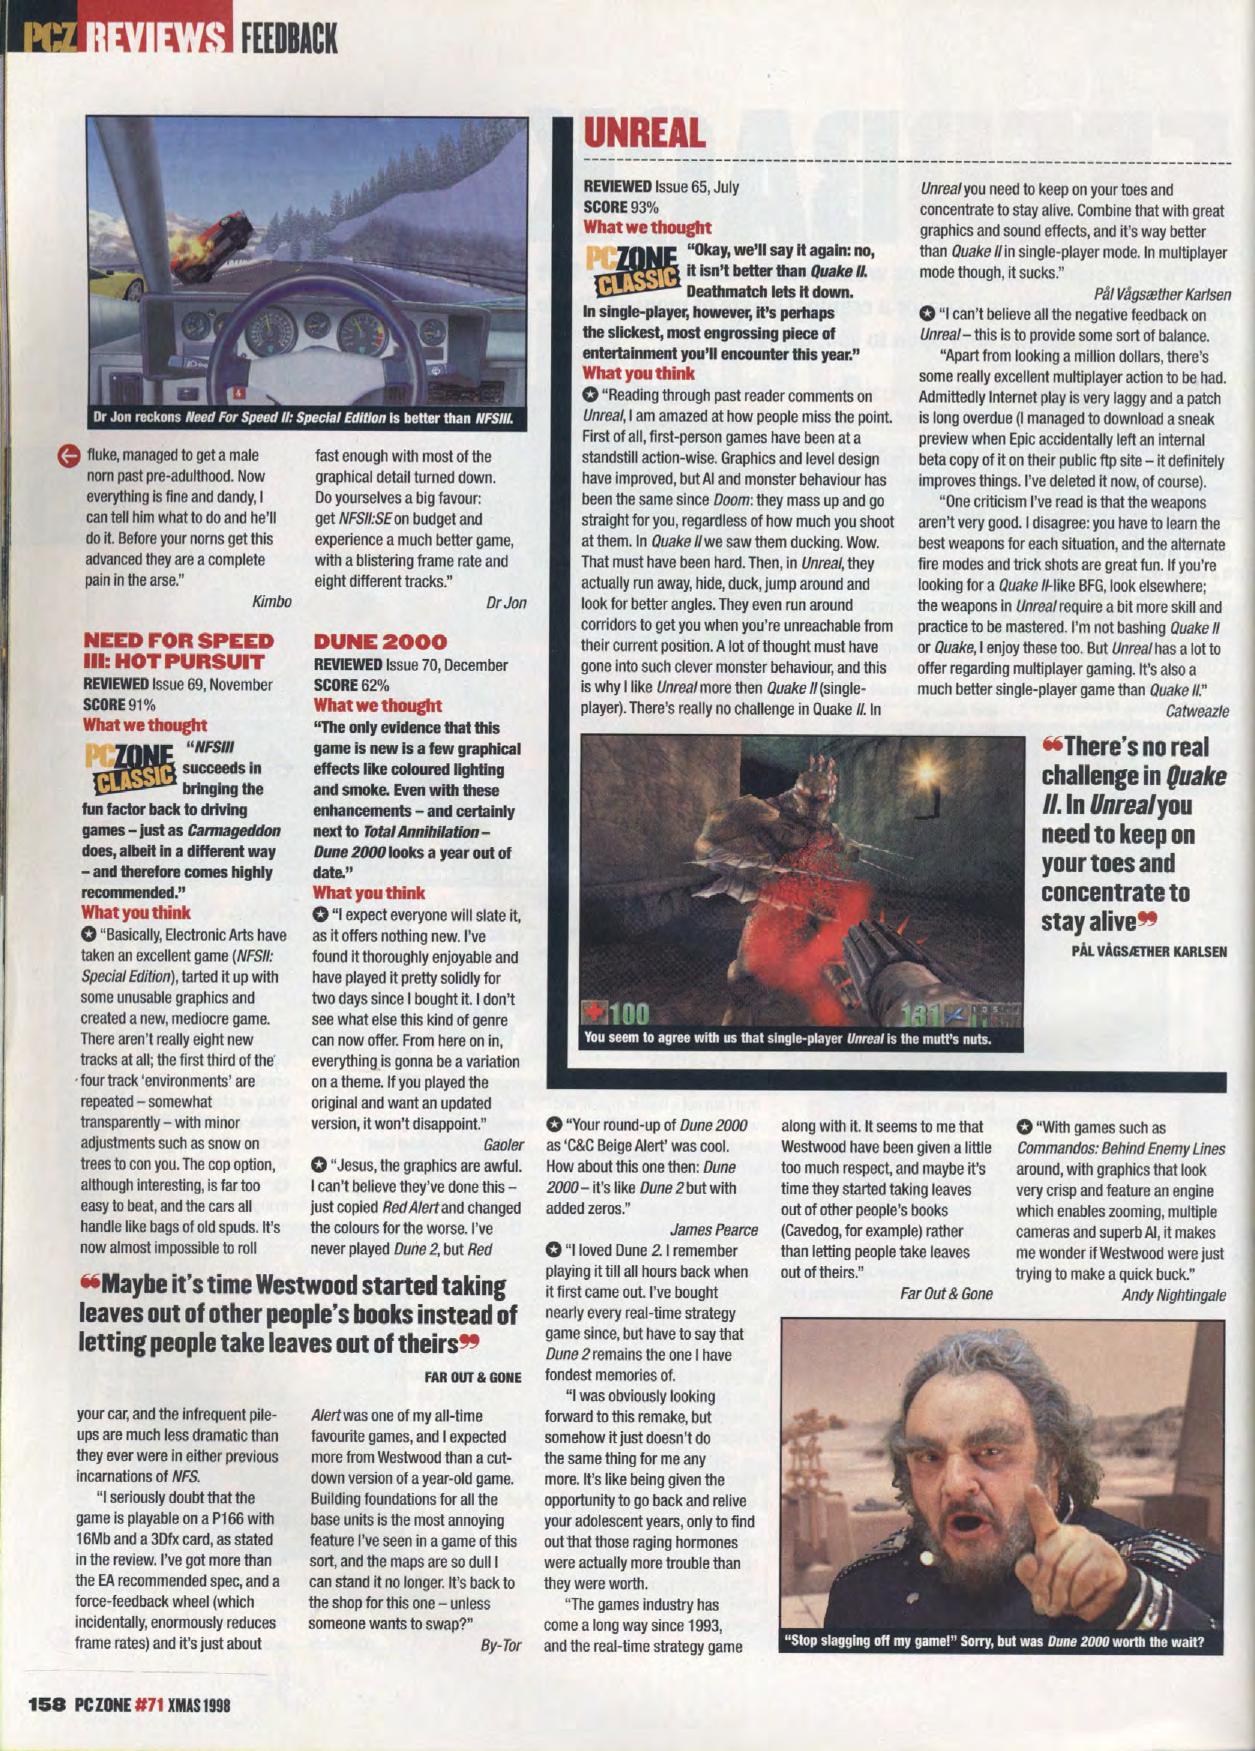 PCZ REVIEWS FEEDBACK
Dr Jon reckons Need For Speed II: Special Edition is better than NFSIII.
fluke, managed to get a male
norn past pre-adulthood. Now
everything is fine and dandy, I
can tell him what to do and he'll
do it. Before your norns get this
advanced they are a complete
pain in the arse."
Kimbo
NEED FOR SPEED
III: HOT PURSUIT
REVIEWED Issue 69, November
SCORE 91%
What we thought
PC ZONE
CLASSIC
"NFSIII
succeeds in
bringing the
fun factor back to driving
games – just as Carmageddon
does, albeit in a different way
– and therefore comes highly
recommended."
What you think
"Basically, Electronic Arts have
taken an excellent game (NFSII:
Special Edition), tarted it up with
some unusable graphics and
created a new, mediocre game.
There aren't really eight new
tracks at all; the first third of the
four track 'environments' are
repeated – somewhat
transparently – with minor
adjustments such as snow on
trees to con you. The cop option,
although interesting, is far too
easy to beat, and the cars all
handle like bags of old spuds. It's
now almost impossible to roll
your car, and the infrequent pile-
ups are much less dramatic than
they ever were in either previous
incarnations of NFS.
"I seriously doubt that the
game is playable on a P166 with
16Mb and a 3Dfx card, as stated
in the review. I've got more than
the EA recommended spec, and a
force-feedback wheel (which
incidentally, enormously reduces
frame rates) and it's just about
fast enough with most of the
graphical detail turned down.
Do yourselves a big favour:
get NFSII:SE on budget and
experience a much better game,
with a blistering frame rate and
eight different tracks."
Dr Jon
DUNE 2000
REVIEWED Issue 70, December
SCORE 62%
What we thought
"The only evidence that this
game is new is a few graphical
effects like coloured lighting
and smoke. Even with these
enhancements – and certainly
next to Total Annihilation –
Dune 2000 looks a year out of
date."
What you think
"I expect everyone will slate it,
as it offers nothing new. I've
found it thoroughly enjoyable and
have played it pretty solidly for
two days since I bought it. I don't
see what else this kind of genre
can now offer. From here on in,
everything is gonna be a variation
on a theme. If you played the
original and want an updated
version, it won't disappoint."
Gaoler
"Jesus, the graphics are awful.
I can't believe they've done this –
just copied Red Alert and changed
the colours for the worse. I've
never played Dune 2, but Red
Alert was one of my all-time
favourite games, and I expected
more from Westwood than a cut-
down version of a year-old game.
Building foundations for all the
base units is the most annoying
feature I've seen in a game of this
sort, and the maps are so dull I
can stand it no longer. It's back to
the shop for this one – unless
someone wants to swap?"
By-Tor
"Maybe it's time Westwood started taking
leaves out of other people's books instead of
letting people take leaves out of theirs"
FAR OUT & GONE
UNREAL
REVIEWED Issue 65, July
SCORE 93%
What we thought
PC ZONE
CLASSIC
"Okay, we'll say it again: no,
it isn't better than Quake II.
Deathmatch lets it down.
In single-player, however, it's perhaps
the slickest, most engrossing piece of
entertainment you'll encounter this year."
What you think
"Reading through past reader comments on
Unreal, I am amazed at how people miss the point.
First of all, first-person games have been at a
standstill action-wise. Graphics and level design
have improved, but AI and monster behaviour has
been the same since Doom: they mass up and go
straight for you, regardless of how much you shoot
at them. In Quake II we saw them ducking. Wow.
That must have been hard. Then, in Unreal, they
actually run away, hide, duck, jump around and
look for better angles. They even run around
corridors to get you when you're unreachable from
their current position. A lot of thought must have
gone into such clever monster behaviour, and this
is why I like Unreal more then Quake II (single-
player). There's really no challenge in Quake II. In
Unreal you need to keep on your toes and
concentrate to stay alive. Combine that with great
graphics and sound effects, and it's way better
than Quake II in single-player mode. In multiplayer
mode though, it sucks."
Pål Vågsæther Karlsen
"I can't believe all the negative feedback on
Unreal – this is to provide some sort of balance.
"Apart from looking a million dollars, there's
some really excellent multiplayer action to be had.
Admittedly Internet play is very laggy and a patch
is long overdue (I managed to download a sneak
preview when Epic accidentally left an internal
beta copy of it on their public ftp site – it definitely
improves things. I've deleted it now, of course).
"One criticism I've read is that the weapons
aren't very good. I disagree: you have to learn the
best weapons for each situation, and the alternate
fire modes and trick shots are great fun. If you're
looking for a Quake II-like BFG, look elsewhere;
the weapons in Unreal require a bit more skill and
practice to be mastered. I'm not bashing Quake II
or Quake, I enjoy these too. But Unreal has a lot to
offer regarding multiplayer gaming. It's also a
much better single-player game than Quake II."
Catweazle
100
131
You seem to agree with us that single-player Unreal is the mutt's nuts.
"There's no real
challenge in Quake
II. In Unreal you
need to keep on
your toes and
concentrate to
stay alive"
PÅL VÅGSÆTHER KARLSEN
"Your round-up of Dune 2000
as 'C&C Beige Alert' was cool.
How about this one then: Dune
2000 – it's like Dune 2 but with
added zeros."
James Pearce
"I loved Dune 2. I remember
playing it till all hours back when
it first came out. I've bought
nearly every real-time strategy
game since, but have to say that
Dune 2 remains the one I have
fondest memories of.
"I was obviously looking
forward to this remake, but
somehow it just doesn't do
the same thing for me any
more. It's like being given the
opportunity to go back and relive
your adolescent years, only to find
out that those raging hormones
were actually more trouble than
they were worth.
"The games industry has
come a long way since 1993,
and the real-time strategy game
along with it. It seems to me that
Westwood have been given a little
too much respect, and maybe it's
time they started taking leaves
out of other people's books
(Cavedog, for example) rather
than letting people take leaves
out of theirs."
Far Out & Gone
"With games such as
Commandos: Behind Enemy Lines
around, with graphics that look
very crisp and feature an engine
which enables zooming, multiple
cameras and superb AI, it makes
me wonder if Westwood were just
trying to make a quick buck."
Andy Nightingale
"Stop slagging off my game!" Sorry, but was Dune 2000 worth the wait?
158 PC ZONE #71 XMAS 1998